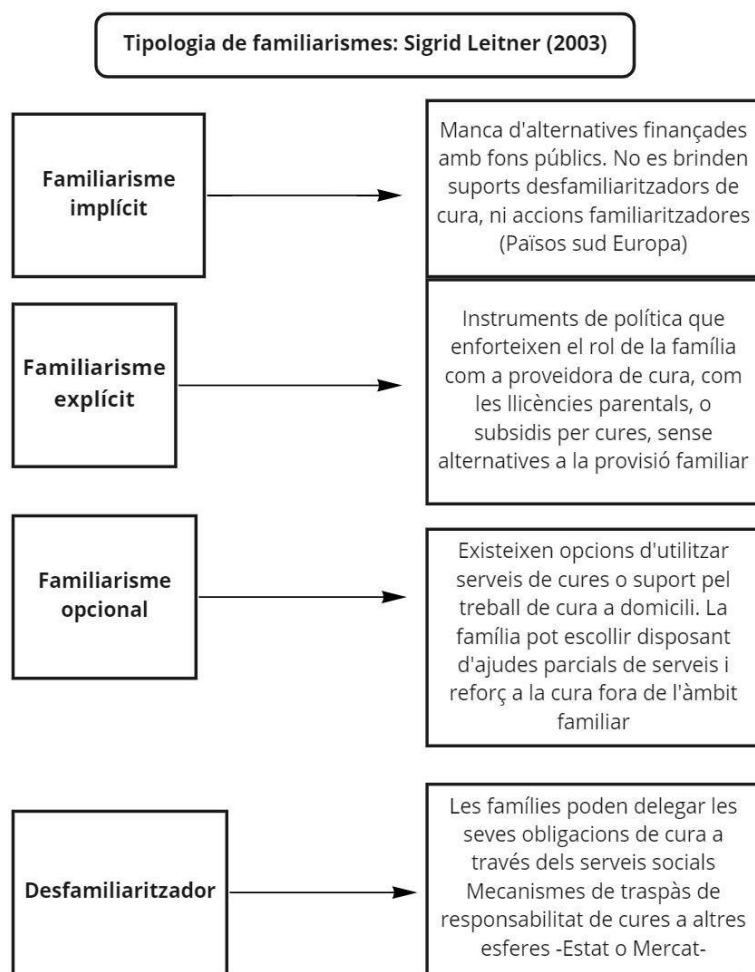 Tipologia de familiarismes: Sigrid Leitner (2003)
Familiarisme
implícit
Manca d'alternatives finançades
amb fons públics. No es brinden
suports desfamiliaritzadors de
cura, ni accions familiaritzadores
(Països sud Europa)
Familiarisme
explícit
Instruments de política que
enforteixen el rol de la família
com a proveidora de cura, com
les llicències parentals, o
subsidis per cures, sense
alternatives a la provisió familiar
Familiarisme
opcional
Existeixen opcions d'utilitzar
serveis de cures o suport pel
treball de cura a domicili. La
família pot escollir disposant
d'ajudes parcials de serveis i
reforç a la cura fora de l'àmbit
familiar
Desfamiliaritzador
Les famílies poden delegar les
seves obligacions de cura a
través dels serveis socials
Mecanismes de traspàs de
responsabilitat de cures a altres
esferes -Estat o Mercat-